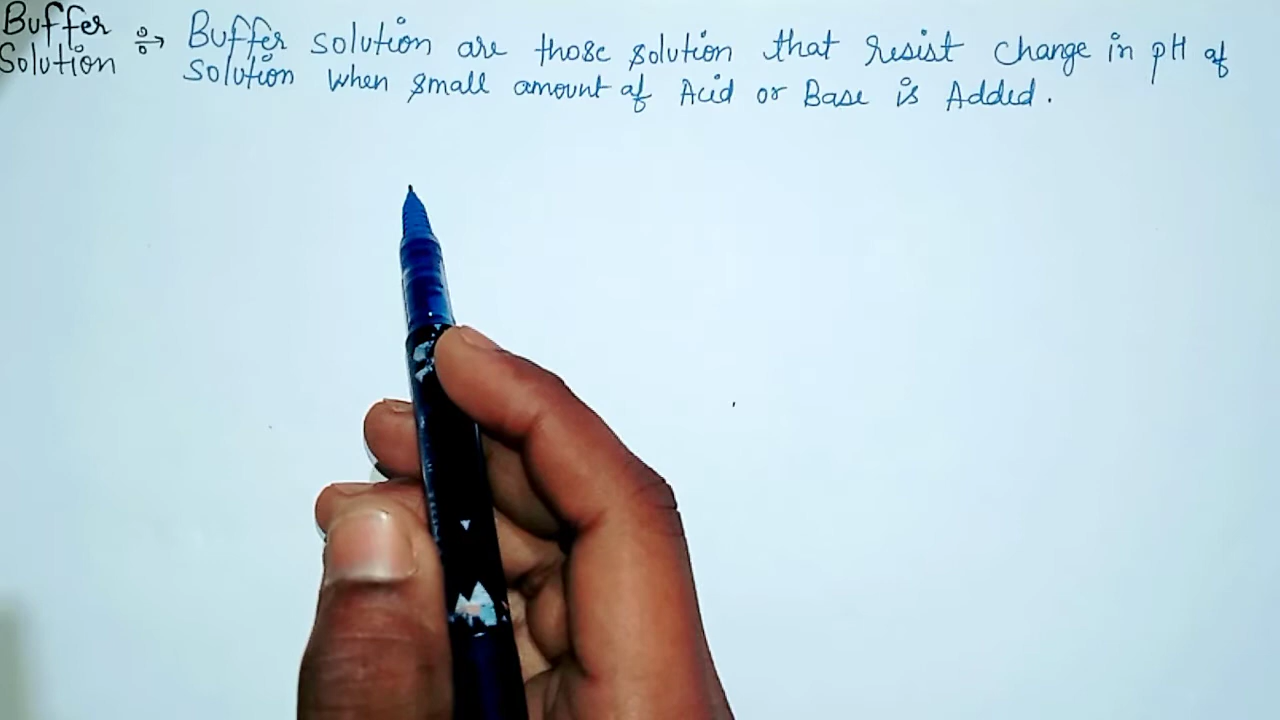 Buffer Solution ÷→ Buffer solution are those solution that resist change in pH of
solution when small amount of Acid or Base is Added.